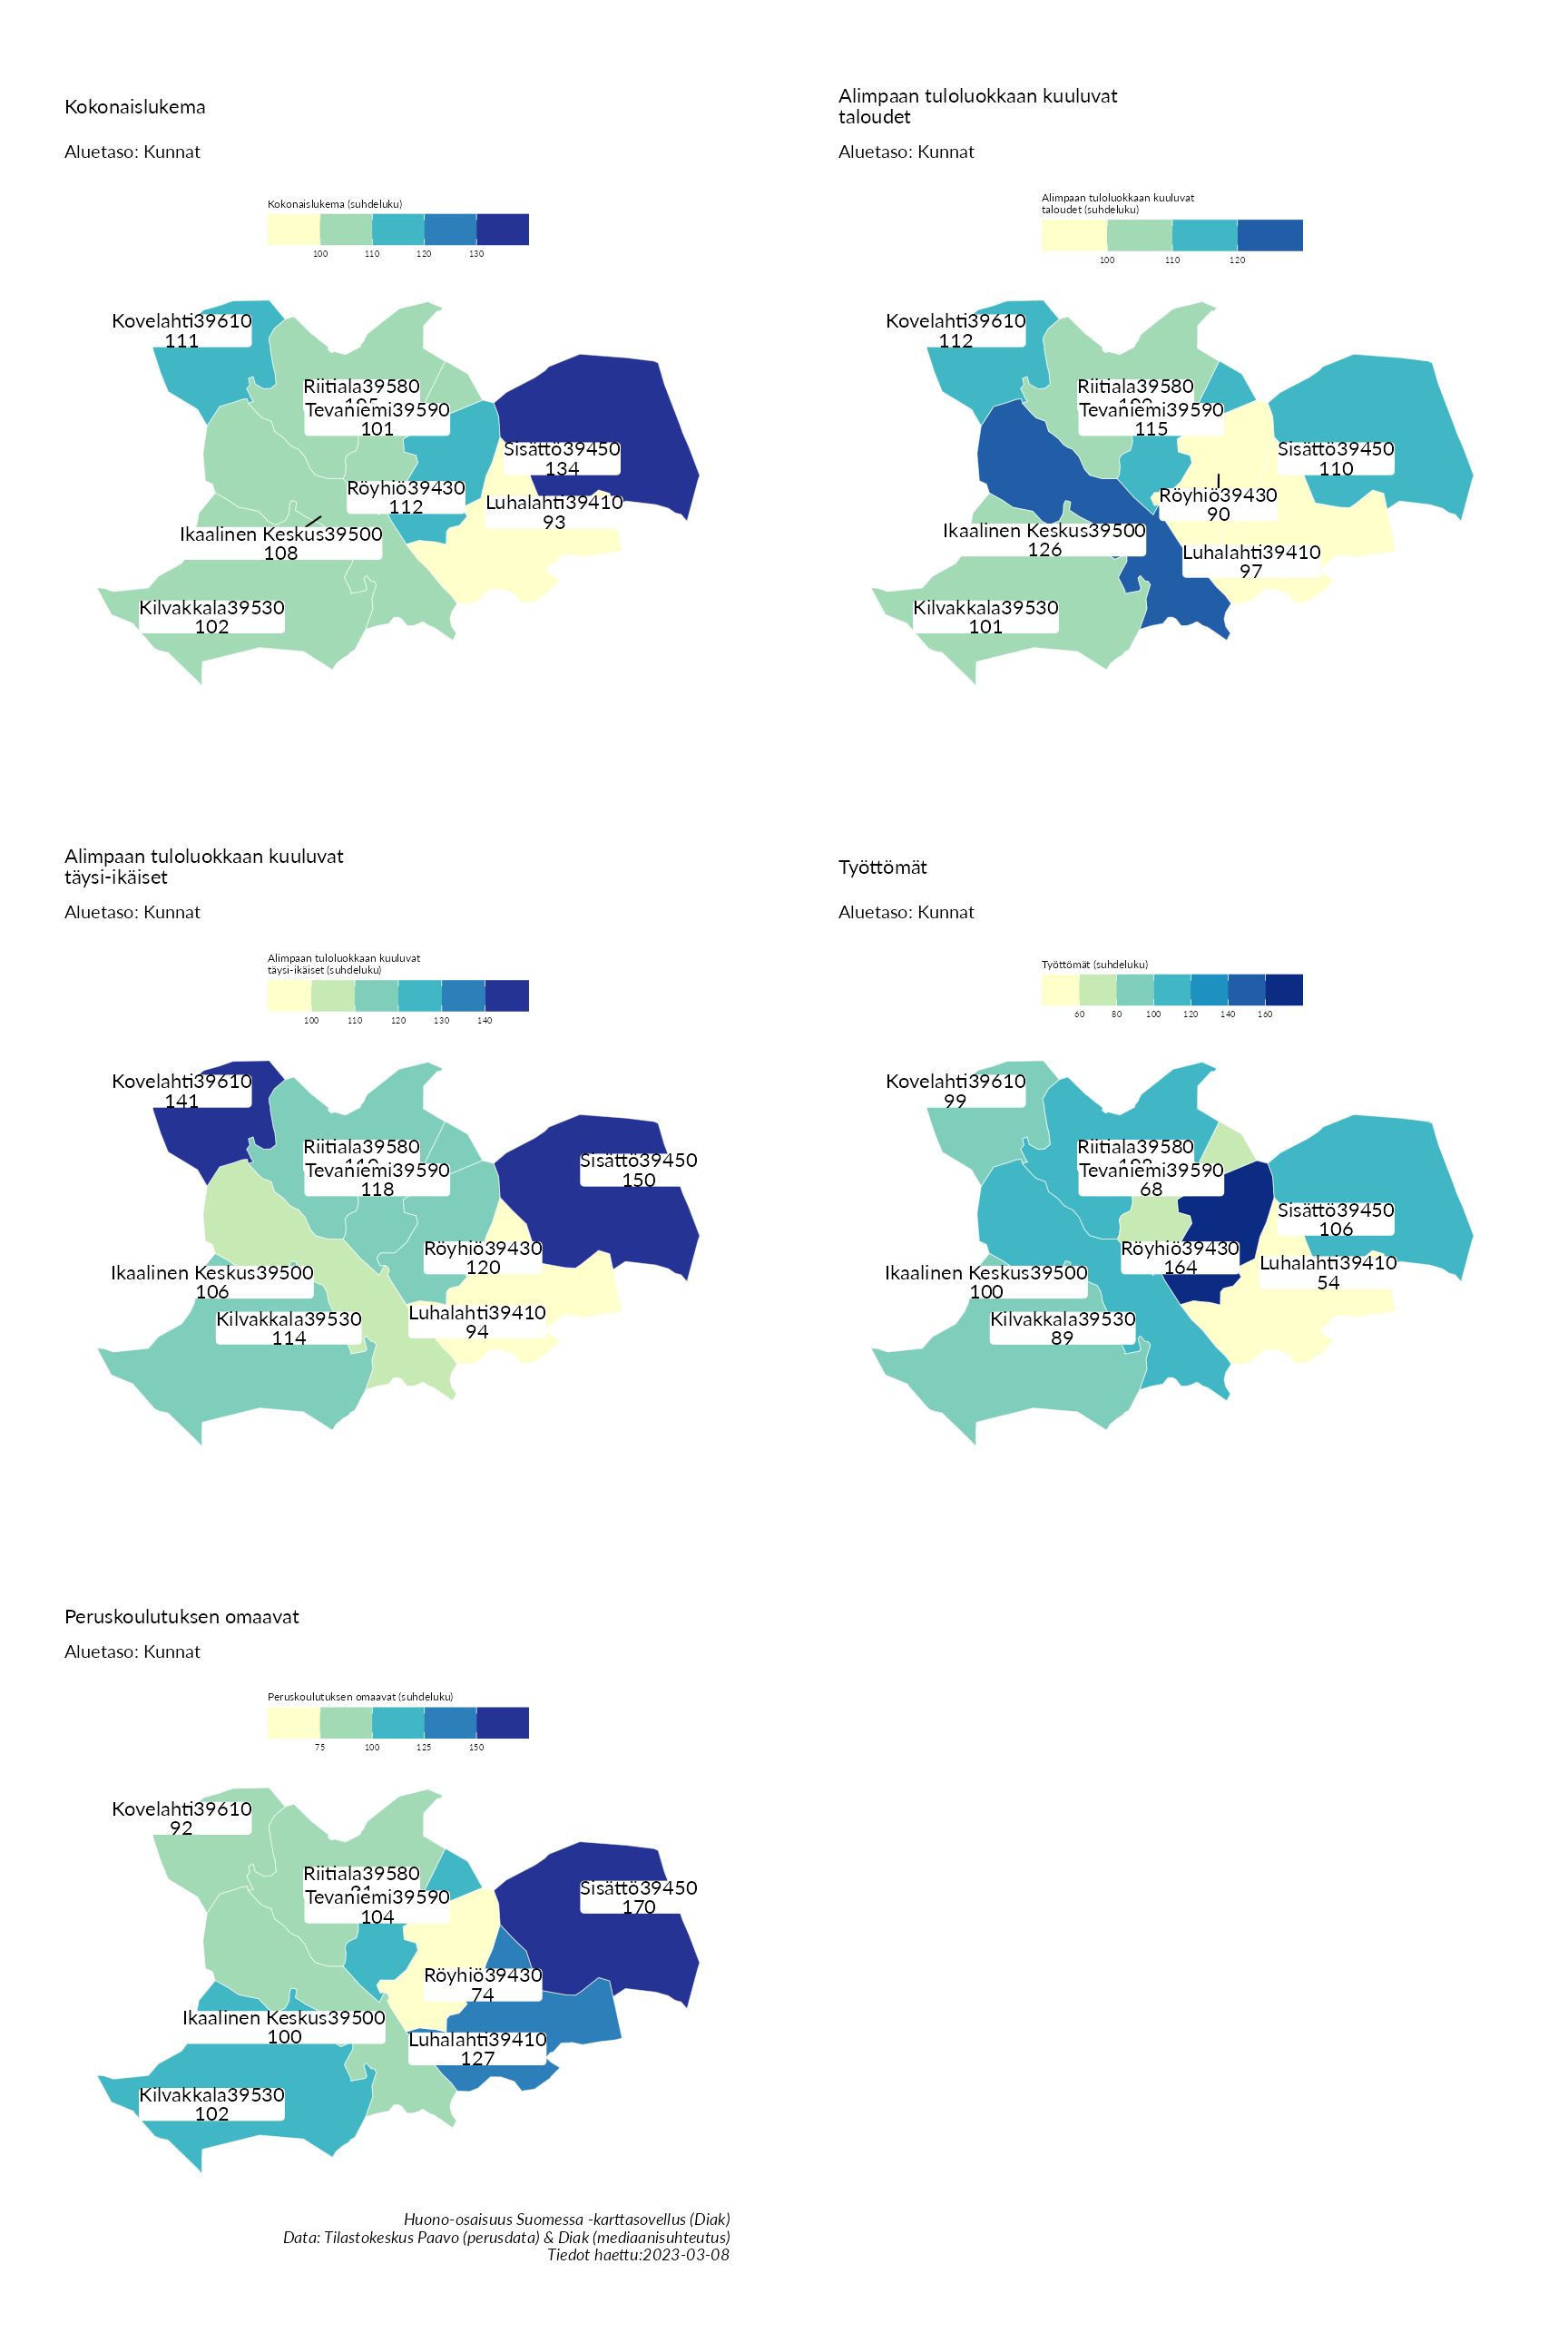 Kokonaislukema
Aluetaso: Kunnat
Kokonaislukema (suhdeluku)
100 110 120 130
Kovelahti39610
111
Riitiala39580
Tevaniemi39590
101
Sisättö39450
134
Röyhiö39430
112
Luhalahti39410
93
Ikaalinen Keskus39500
108
Kilvakkala39530
102
Alimpaan tuloluokkaan kuuluvat
taloudet
Aluetaso: Kunnat
Alimpaan tuloluokkaan kuuluvat
taloudet (suhdeluku)
100 110 120
Kovelahti39610
112
Riitiala39580
Tevaniemi39590
115
Sisättö39450
110
Röyhiö39430
90
Ikaalinen Keskus39500
126
Luhalahti39410
97
Kilvakkala39530
101
Alimpaan tuloluokkaan kuuluvat
täysi-ikäiset
Aluetaso: Kunnat
Alimpaan tuloluokkaan kuuluvat
täysi-ikäiset (suhdeluku)
100 110 120 130 140
Kovelahti39610
141
Riitiala39580
Tevaniemi39590
118
Sisättö39450
150
Röyhiö39430
120
Ikaalinen Keskus39500
106
Kilvakkala39530
114
Luhalahti39410
94
Työttömät
Aluetaso: Kunnat
Työttömät (suhdeluku)
60 80 100 120 140 160
Kovelahti39610
99
Riitiala39580
Tevaniemi39590
68
Sisättö39450
106
Röyhiö39430
164
Luhalahti39410
54
Ikaalinen Keskus39500
100
Kilvakkala39530
89
Peruskoulutuksen omaavat
Aluetaso: Kunnat
Peruskoulutuksen omaavat (suhdeluku)
75 100 125 150
Kovelahti39610
92
Riitiala39580
Tevaniemi39590
104
Sisättö39450
170
Röyhiö39430
74
Ikaalinen Keskus39500
100
Luhalahti39410
127
Kilvakkala39530
102
Huono-osaisuus Suomessa -karttasovellus (Diak)
Data: Tilastokeskus Paavo (perusdata) & Diak (mediaanisuhteutus)
Tiedot haettu:2023-03-08